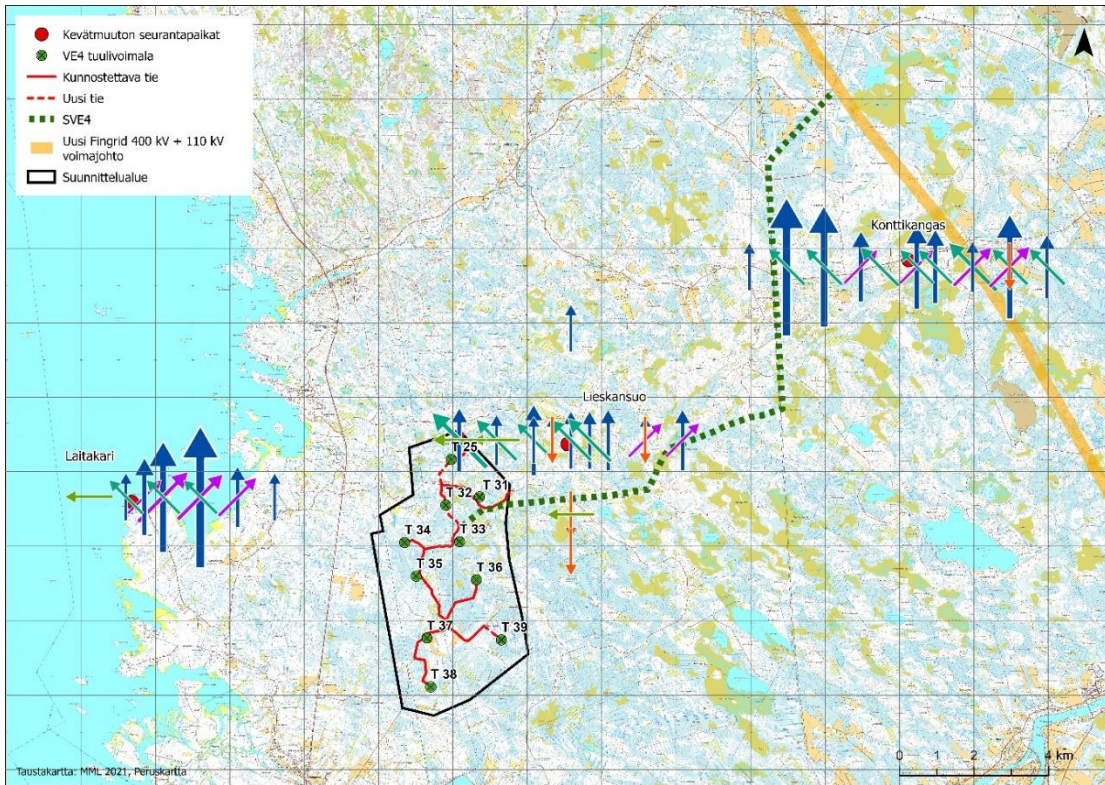 Kevätmuuton seurantapaikat
VE4 tuulivoimala
Kunnostettava tie
Uusi tie
SVE4
Uusi Fingrid 400 kV + 110 kV
voimajohto
Suunnittelualue
Konttikangas
Lieskansuo
Laitakari
T 25
T 31
T 32
T 33
T 34
T 35
T 36
T 37
T 39
T 38
Taustakartta: MML 2021, Peruskartta
0 2 4 km